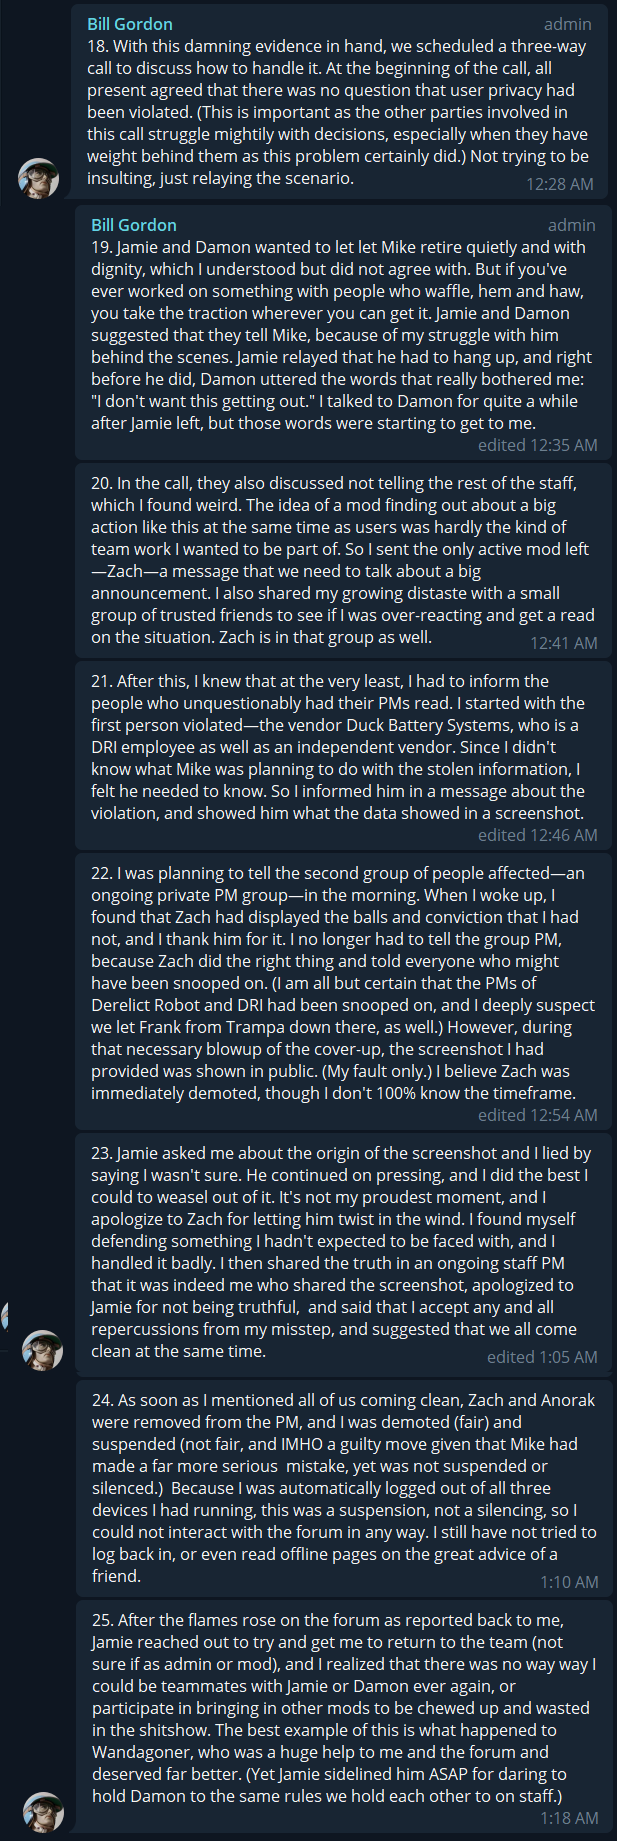 Bill Gordon admin
18. With this damning evidence in hand, we scheduled a three-way
call to discuss how to handle it. At the beginning of the call, all
present agreed that there was no question that user privacy had
been violated. (This is important as the other parties involved in
this call struggle mightily with decisions, especially when they have
weight behind them as this problem certainly did.) Not trying to be
insulting, just relaying the scenario.
12:28 AM
Bill Gordon admin
19. Jamie and Damon wanted to let let Mike retire quietly and with
dignity, which I understood but did not agree with. But if you've
ever worked on something with people who waffle, hem and haw,
you take the traction wherever you can get it. Jamie and Damon
suggested that they tell Mike, because of my struggle with him
behind the scenes. Jamie relayed that he had to hang up, and right
before he did, Damon uttered the words that really bothered me:
"I don't want this getting out." I talked to Damon for quite a while
after Jamie left, but those words were starting to get to me.
edited 12:35 AM
20. In the call, they also discussed not telling the rest of the staff,
which I found weird. The idea of a mod finding out about a big
action like this at the same time as users was hardly the kind of
team work I wanted to be part of. So I sent the only active mod left
—Zach—a message that we need to talk about a big
announcement. I also shared my growing distaste with a small
group of trusted friends to see if I was over-reacting and get a read
on the situation. Zach is in that group as well.
12:41 AM
21. After this, I knew that at the very least, I had to inform the
people who unquestionably had their PMs read. I started with the
first person violated—the vendor Duck Battery Systems, who is a
DRI employee as well as an independent vendor. Since I didn't
know what Mike was planning to do with the stolen information, I
felt he needed to know. So I informed him in a message about the
violation, and showed him what the data showed in a screenshot.
edited 12:46 AM
22. I was planning to tell the second group of people affected—an
ongoing private PM group—in the morning. When I woke up, I
found that Zach had displayed the balls and conviction that I had
not, and I thank him for it. I no longer had to tell the group PM,
because Zach did the right thing and told everyone who might
have been snooped on. (I am all but certain that the PMs of
Derelict Robot and DRI had been snooped on, and I deeply suspect
we let Frank from Trampa down there, as well.) However, during
that necessary blowup of the cover-up, the screenshot I had
provided was shown in public. (My fault only.) I believe Zach was
immediately demoted, though I don't 100% know the timeframe.
edited 12:54 AM
23. Jamie asked me about the origin of the screenshot and I lied by
saying I wasn't sure. He continued on pressing, and I did the best I
could to weasel out of it. It's not my proudest moment, and I
apologize to Zach for letting him twist in the wind. I found myself
defending something I hadn't expected to be faced with, and I
handled it badly. I then shared the truth in an ongoing staff PM
that it was indeed me who shared the screenshot, apologized to
Jamie for not being truthful,  and said that I accept any and all
repercussions from my misstep, and suggested that we all come
clean at the same time.
edited 1:05 AM
24. As soon as I mentioned all of us coming clean, Zach and Anorak
were removed from the PM, and I was demoted (fair) and
suspended (not fair, and IMHO a guilty move given that Mike had
made a far more serious  mistake, yet was not suspended or
silenced.)  Because I was automatically logged out of all three
devices I had running, this was a suspension, not a silencing, so I
could not interact with the forum in any way. I still have not tried to
log back in, or even read offline pages on the great advice of a
friend.
1:10 AM
25. After the flames rose on the forum as reported back to me,
Jamie reached out to try and get me to return to the team (not
sure if as admin or mod), and I realized that there was no way way I
could be teammates with Jamie or Damon ever again, or
participate in bringing in other mods to be chewed up and wasted
in the shitshow. The best example of this is what happened to
Wandagoner, who was a huge help to me and the forum and
deserved far better. (Yet Jamie sidelined him ASAP for daring to
hold Damon to the same rules we hold each other to on staff.)
1:18 AM